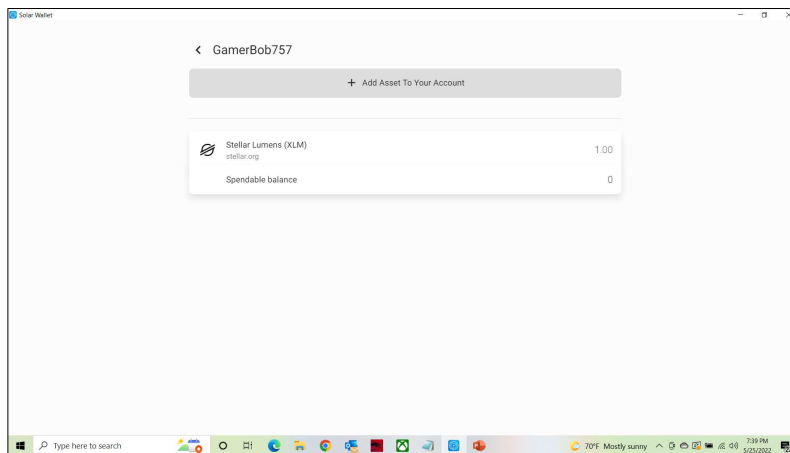 Solar Wallet
GamerBob757
+ Add Asset To Your Account
Stellar Lumens (XLM) 1.00
stellar.org
Spendable balance 0
Type here to search 70°F Mostly sunny 7:39 PM
5/25/2022